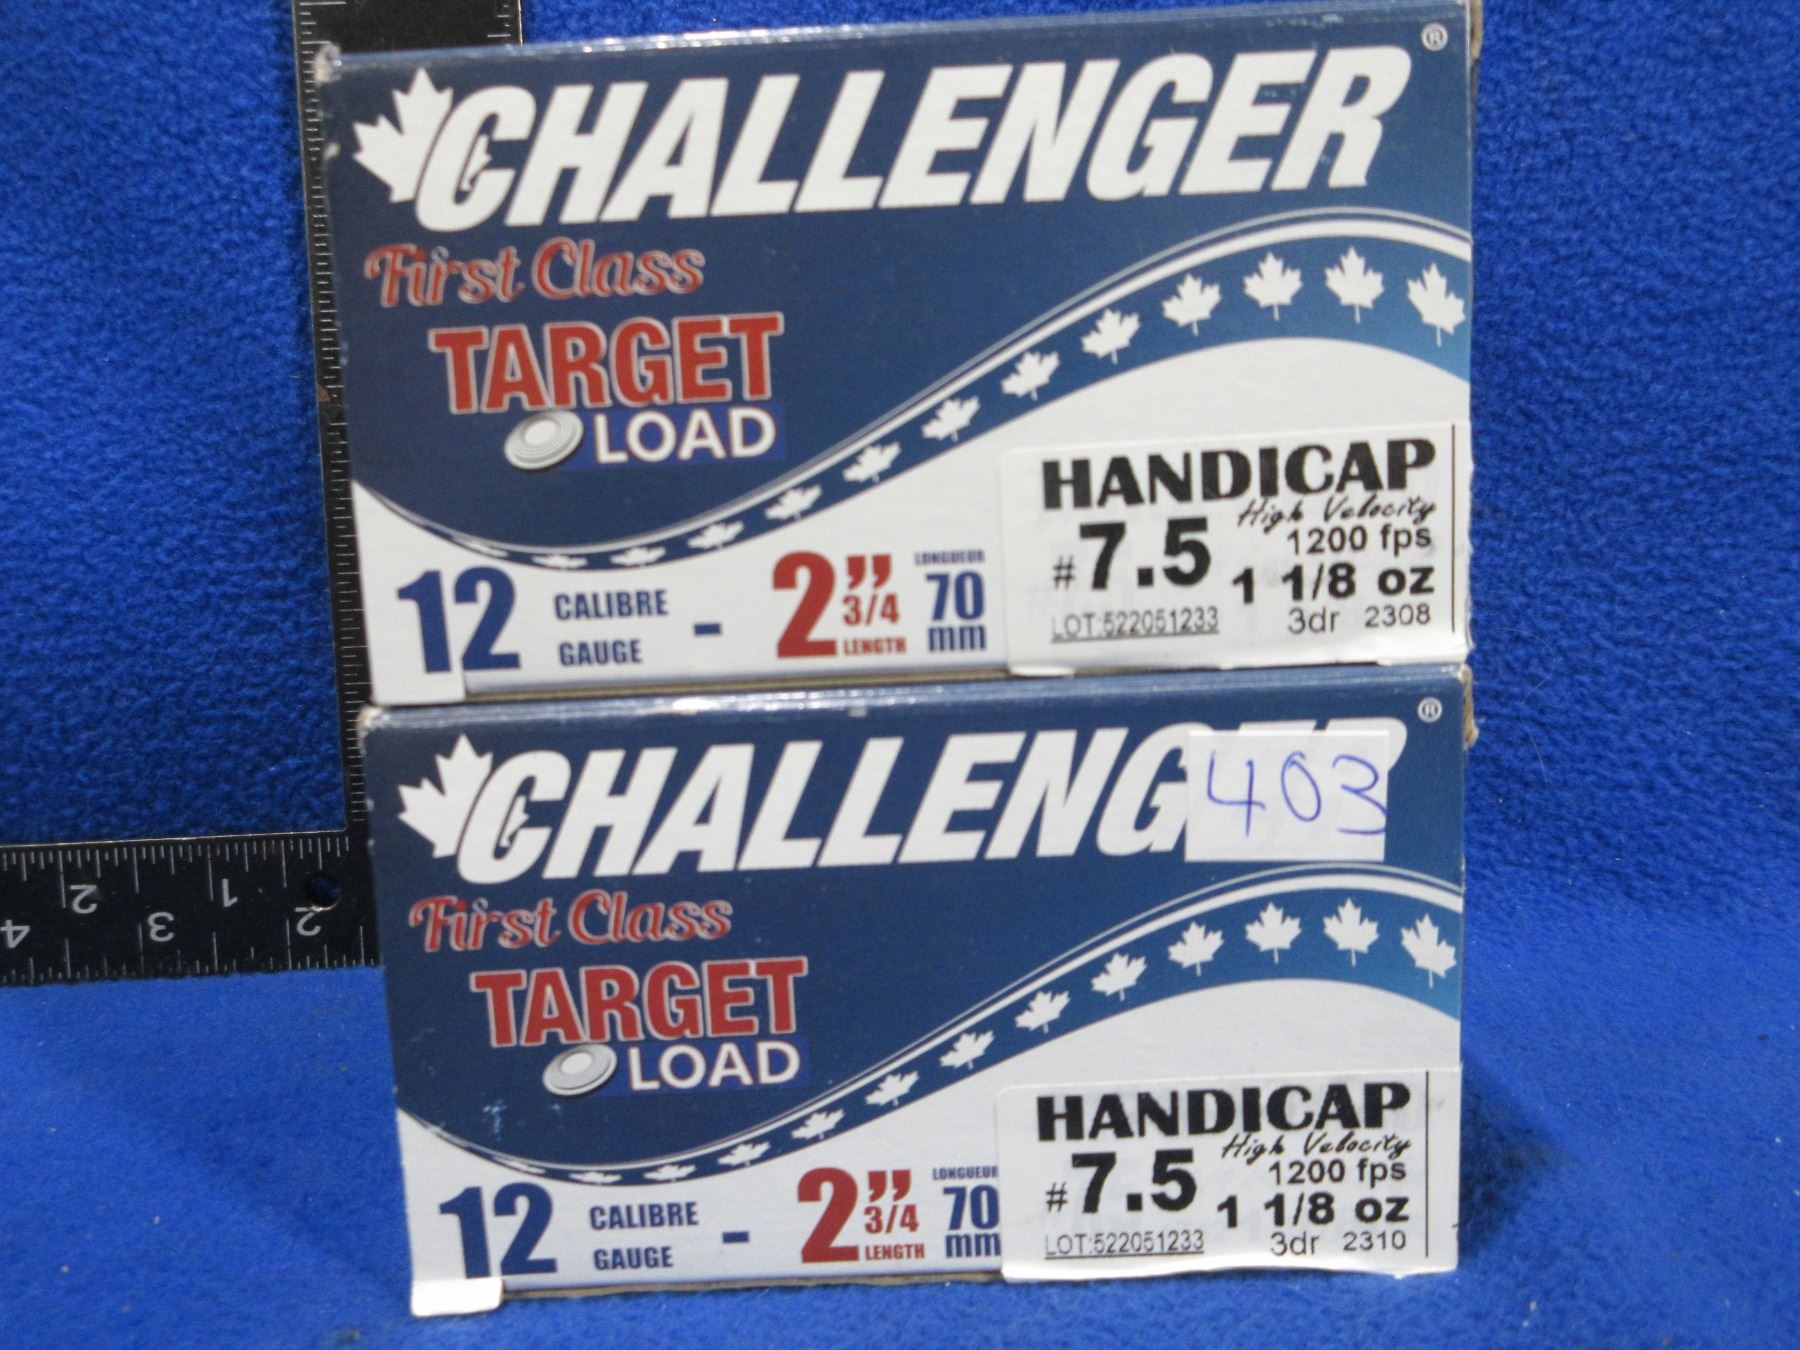 CHALLENGER®
First Class
TARGET
LOAD
12 CALIBRE GAUGE - 2 3/4" LENGTH LONGUEUR 70 mm
HANDICAP
High Velocity
#7.5 1200 fps
1 1/8 oz
LOT:522051233 3dr 2308
CHALLENG R®
403
First Class
TARGET
LOAD
12 CALIBRE GAUGE - 2 3/4" LENGTH LONGUEUR 70 mm
HANDICAP
High Velocity
#7.5 1200 fps
1 1/8 oz
LOT:522051233 3dr 2310
2 1
4 3 2